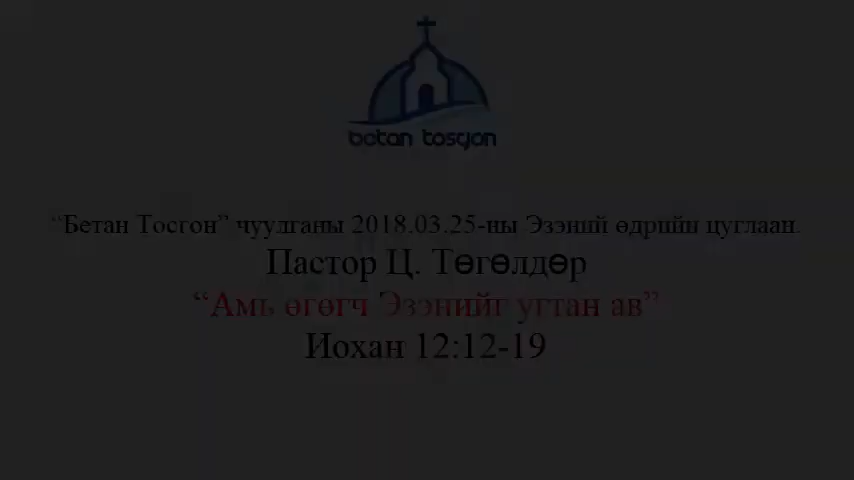 betan tosgon
“Бетан Тосгон” чуулганы 2018.03.25-ны Эзэний өдрийн цуглаан.
Пастор Ц. Төгөлдөр
“Амь өгөгч Эзэнийг угтан ав”
Иохан 12:12-19